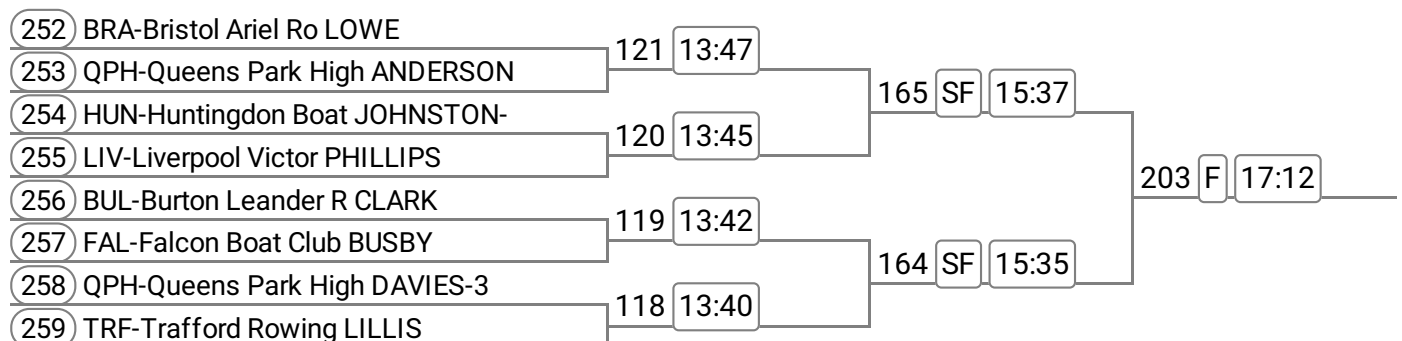 252 BRA-Bristol Ariel Ro LOWE
121 13:47
253 QPH-Queens Park High ANDERSON
165 SF 15:37
254 HUN-Huntingdon Boat JOHNSTON-
120 13:45
255 LIV-Liverpool Victor PHILLIPS
203 F 17:12
256 BUL-Burton Leander R CLARK
119 13:42
257 FAL-Falcon Boat Club BUSBY
164 SF 15:35
258 QPH-Queens Park High DAVIES-3
118 13:40
259 TRF-Trafford Rowing LILLIS